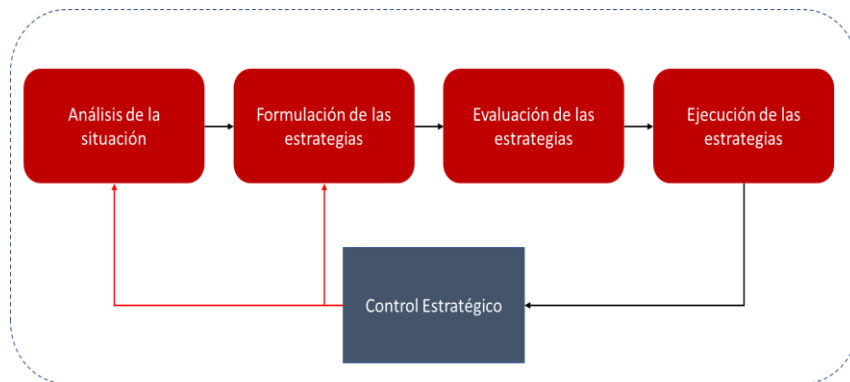 Análisis de la
situación
Formulación de las
estrategias
Evaluación de las
estrategias
Ejecución de las
estrategias
Control Estratégico